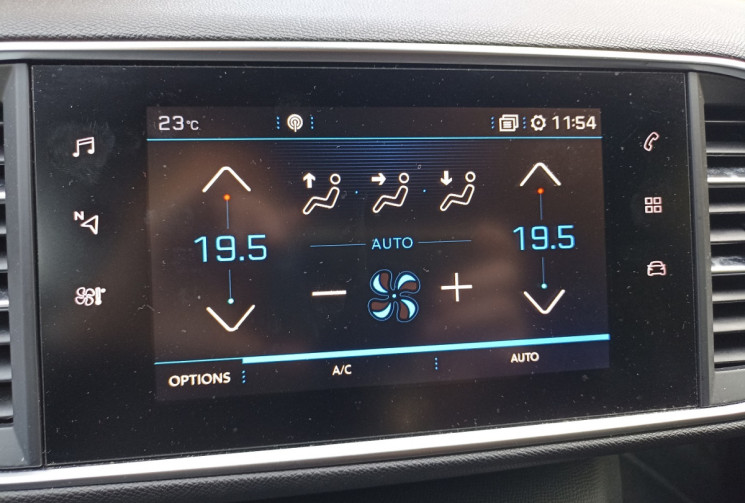 23°C 11:54
N
19.5 19.5
AUTO
OPTIONS A/C AUTO